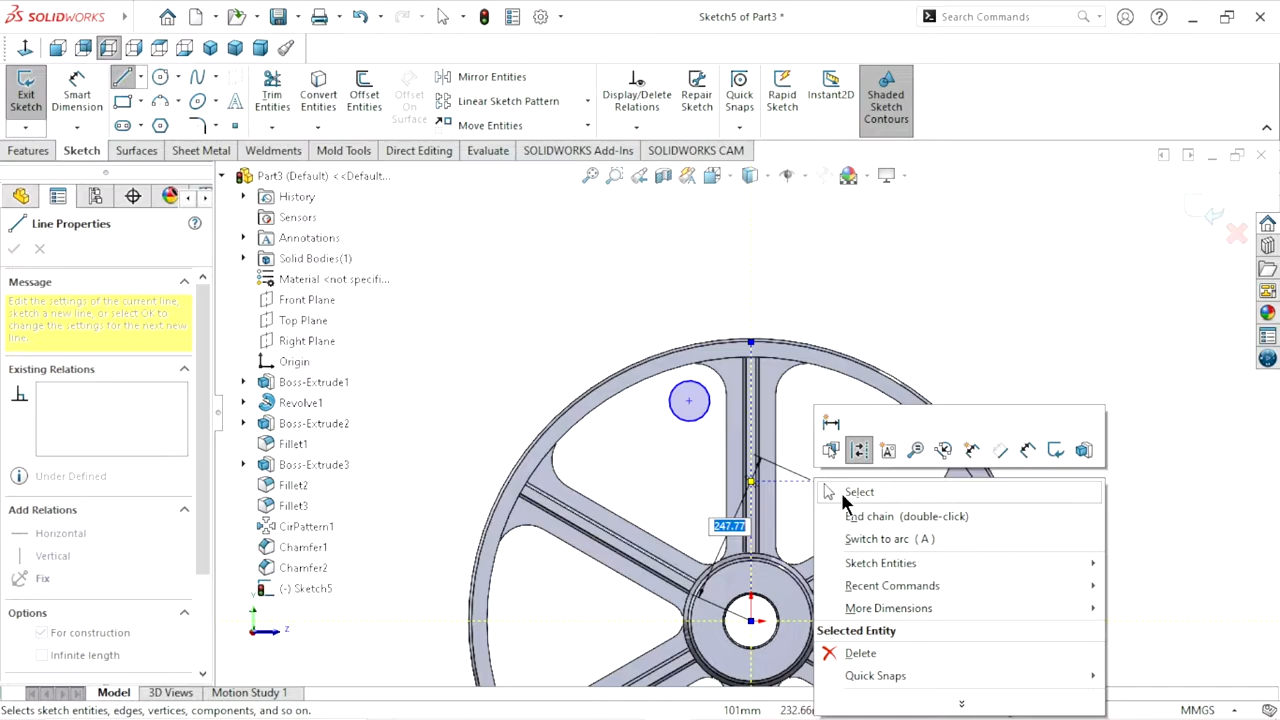 SOLIDWORKS
Sketch5 of Part3 *
Search Commands
Exit Sketch
Smart Dimension
Trim Entities
Convert Entities
Offset Entities
Offset On Surface
Mirror Entities
Linear Sketch Pattern
Move Entities
Display/Delete Relations
Repair Sketch
Quick Snaps
Rapid Sketch
Instant2D
Shaded Sketch Contours
Features
Sketch
Surfaces
Sheet Metal
Weldments
Mold Tools
Direct Editing
Evaluate
SOLIDWORKS Add-Ins
SOLIDWORKS CAM
Line Properties
Message
Edit the settings of the current line,
sketch a new line, or select OK to
change the settings for the next new
line.
Existing Relations
Under Defined
Add Relations
Horizontal
Vertical
Fix
Options
For construction
Infinite length
Part3 (Default) <<Default...
History
Sensors
Annotations
Solid Bodies(1)
Material <not specifi...
Front Plane
Top Plane
Right Plane
Origin
Boss-Extrude1
Revolve1
Boss-Extrude2
Fillet1
Boss-Extrude3
Fillet2
Fillet3
CirPattern1
Chamfer1
Chamfer2
(-) Sketch5
Y
Z
247.77
Select
End chain (double-click)
Switch to arc ( A )
Sketch Entities
Recent Commands
More Dimensions
Selected Entity
Delete
Quick Snaps
Model
3D Views
Motion Study 1
Selects sketch entities, edges, vertices, components, and so on.
101mm
MMGS